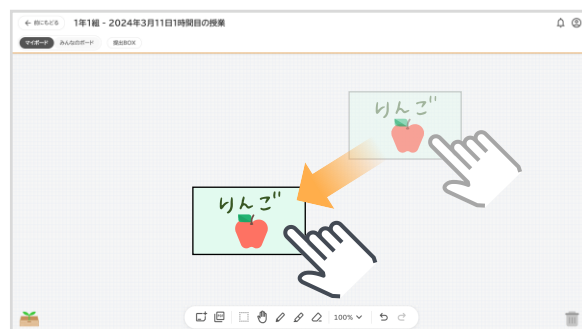 ← 前にもどる 1年1組 - 2024年3月11日1時間目の授業
マイボード みんなのボード 提出BOX
りんご
りんご
100%